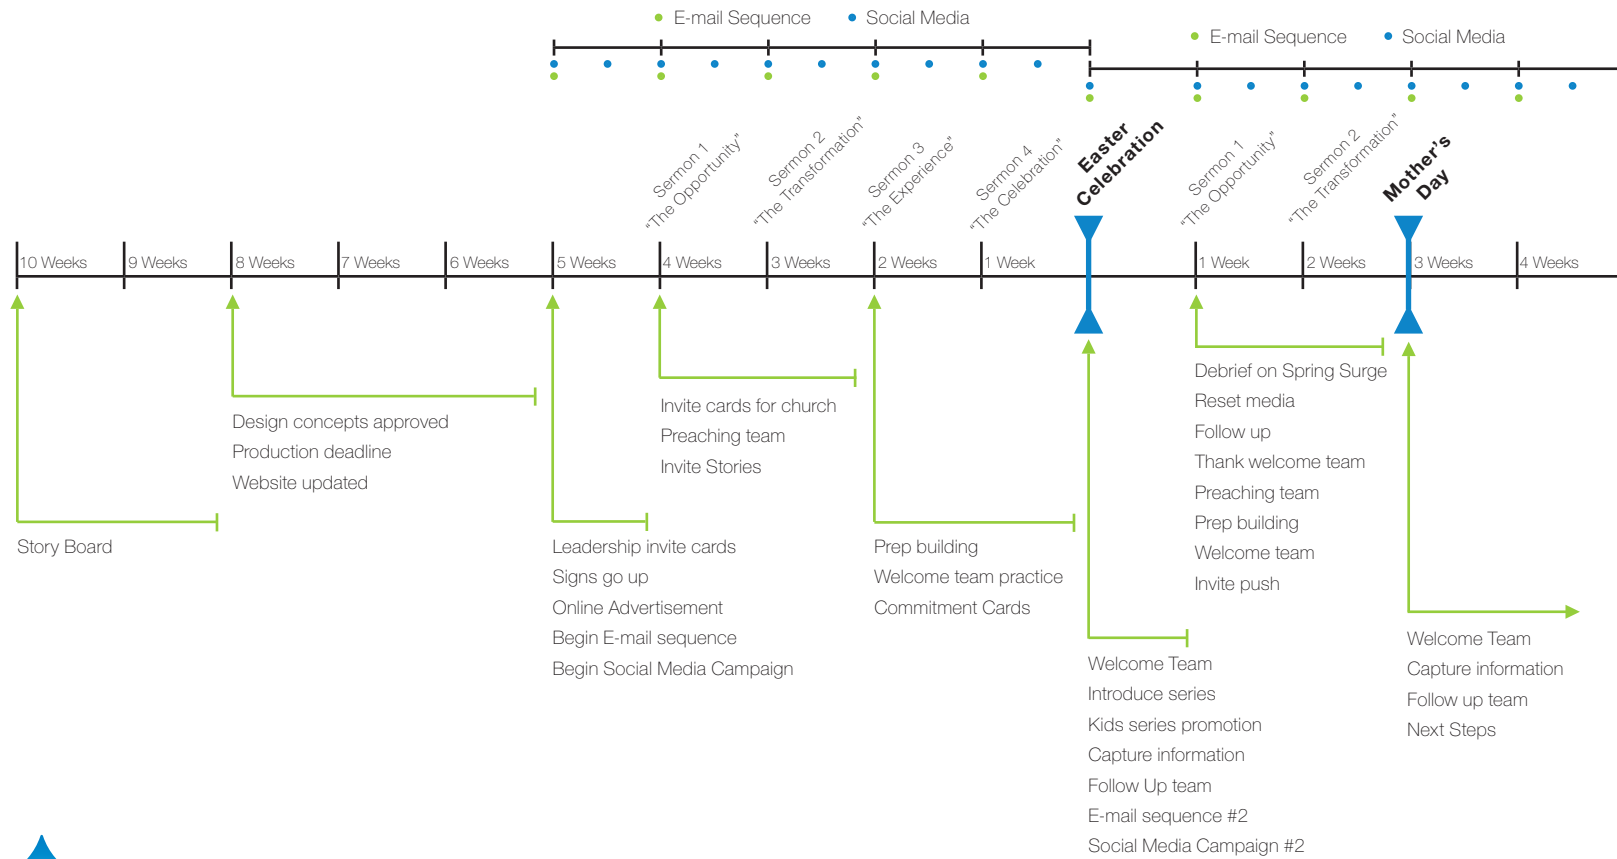 E-mail Sequence
Social Media
E-mail Sequence
Social Media
Sermon 1
"The Opportunity"
Sermon 2
"The Transformation"
Sermon 3
"The Experience"
Sermon 4
"The Celebration"
Easter
Celebration
Sermon 1
"The Opportunity"
Sermon 2
"The Transformation"
Mother's
Day
10 Weeks
9 Weeks
8 Weeks
7 Weeks
6 Weeks
5 Weeks
4 Weeks
3 Weeks
2 Weeks
1 Week
1 Week
2 Weeks
3 Weeks
4 Weeks
Story Board
Design concepts approved
Production deadline
Website updated
Leadership invite cards
Signs go up
Online Advertisement
Begin E-mail sequence
Begin Social Media Campaign
Invite cards for church
Preaching team
Invite Stories
Prep building
Welcome team practice
Commitment Cards
Welcome Team
Introduce series
Kids series promotion
Capture information
Follow Up team
E-mail sequence #2
Social Media Campaign #2
Debrief on Spring Surge
Reset media
Follow up
Thank welcome team
Preaching team
Prep building
Welcome team
Invite push
Welcome Team
Capture information
Follow up team
Next Steps